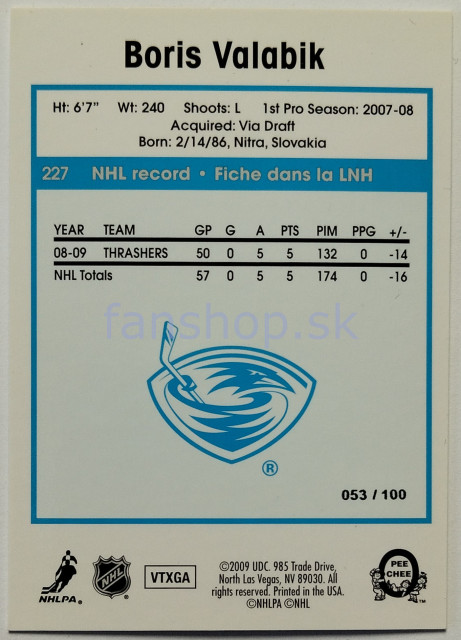 Boris Valabik
Ht: 6'7" Wt: 240 Shoots: L 1st Pro Season: 2007-08
Acquired: Via Draft
Born: 2/14/86, Nitra, Slovakia
227 NHL record • Fiche dans la LNH
YEAR TEAM GP G A PTS PIM PPG +/-
08-09 THRASHERS 50 0 5 5 132 0 -14
NHL Totals 57 0 5 5 174 0 -16
fanshop.sk
®
053 / 100
NHLPA
NHL
VTXGA
©2009 UDC. 985 Trade Drive,
North Las Vegas, NV 89030. All
rights reserved. Printed in the USA.
©NHLPA ©NHL
O
PEE
CHEE